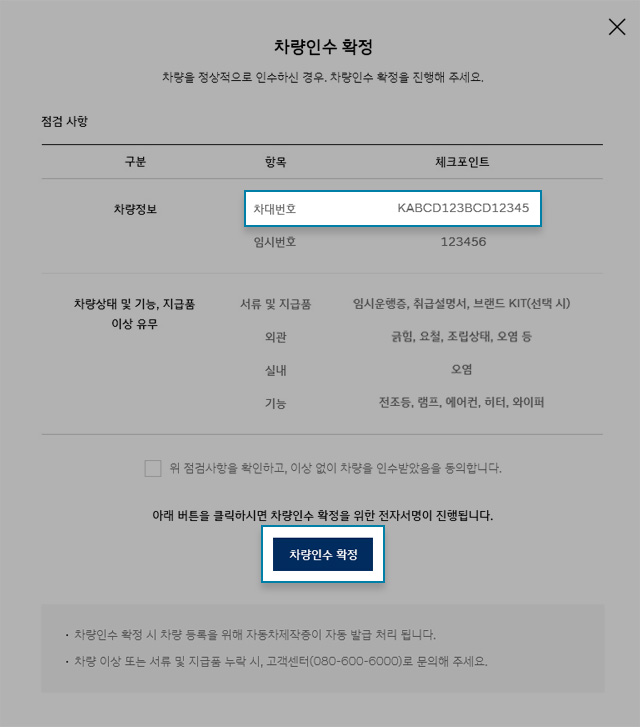 차량인수 확정
차량을 정상적으로 인수하신 경우. 차량인수 확정을 진행해 주세요.
점검 사항
구분 항목 체크포인트
차량정보 차대번호 KABCD123BCD12345
임시번호 123456
차량상태 및 기능, 지급품 서류 및 지급품 임시운행증, 취급설명서, 브랜드 KIT(선택 시)
이상 유무
외관 긁힘, 요철, 조립상태, 오염 등
실내 오염
기능 전조등, 램프, 에어컨, 히터, 와이퍼
위 점검사항을 확인하고, 이상 없이 차량을 인수받았음을 동의합니다.
아래 버튼을 클릭하시면 차량인수 확정을 위한 전자서명이 진행됩니다.
차량인수 확정
· 차량인수 확정 시 차량 등록을 위해 자동차제작증이 자동 발급 처리 됩니다.
· 차량 이상 또는 서류 및 지급품 누락 시, 고객센터(080-600-6000)로 문의해 주세요.